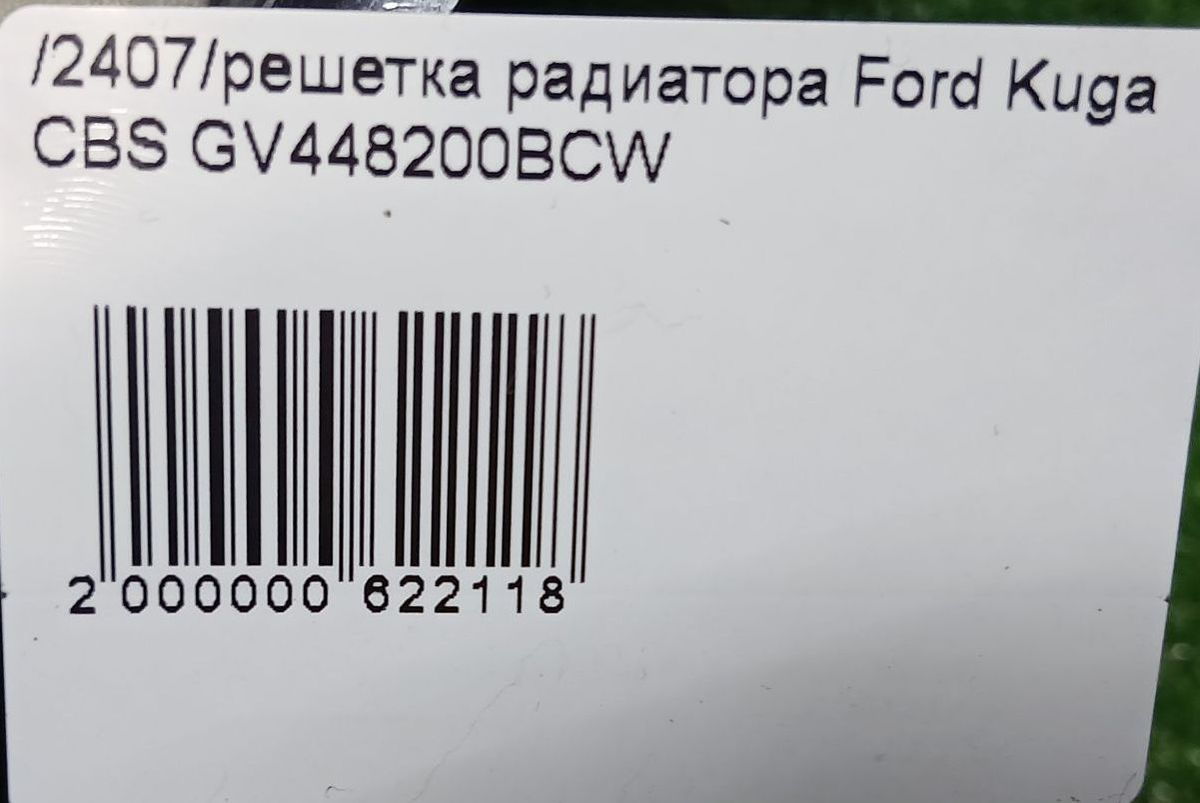 /2407/решетка радиатора Ford Kuga
CBS GV448200BCW
2 000000 622118